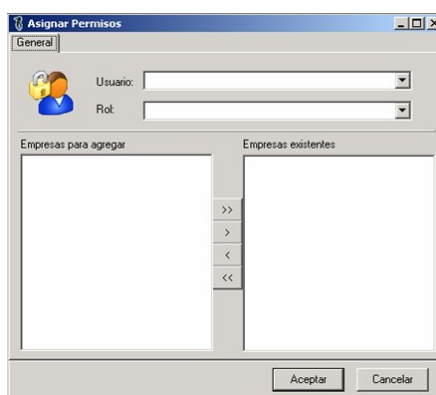 Asignar Permisos
General
Usuario:
Rol:
Empresas para agregar
Empresas existentes
>>
>
<
<<
Aceptar
Cancelar